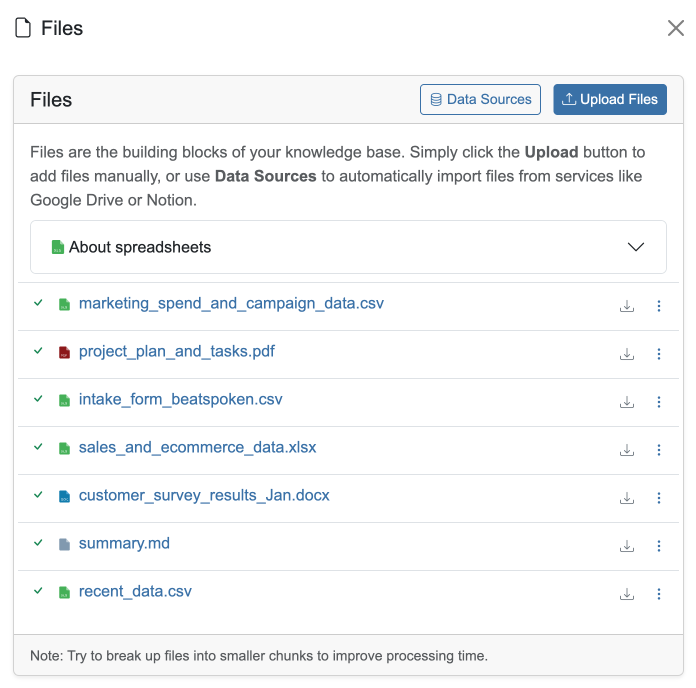 Files
Files
Data Sources
Upload Files
Files are the building blocks of your knowledge base. Simply click the Upload button to
add files manually, or use Data Sources to automatically import files from services like
Google Drive or Notion.
About spreadsheets
marketing_spend_and_campaign_data.csv
project_plan_and_tasks.pdf
intake_form_beatspoken.csv
sales_and_ecommerce_data.xlsx
customer_survey_results_Jan.docx
summary.md
recent_data.csv
Note: Try to break up files into smaller chunks to improve processing time.